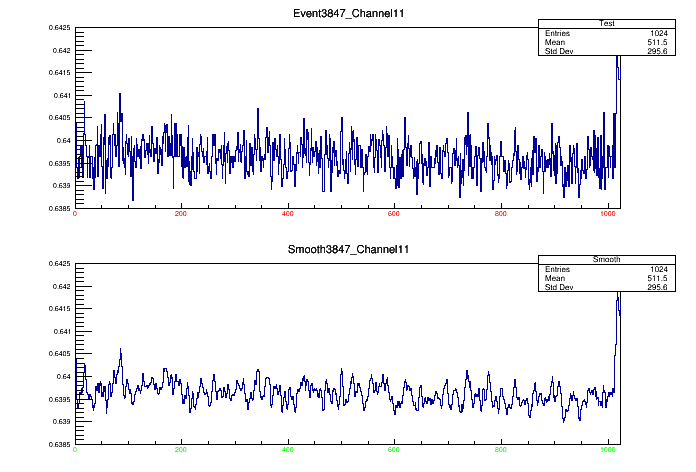 Event3847_Channel11
Test
Entries 1024
Mean 511.5
Std Dev 295.6
0.6425
0.642
0.6415
0.641
0.6405
0.64
0.6395
0.639
0.6385
0 200 400 600 800 1000
Smooth3847_Channel11
Smooth
Entries 1024
Mean 511.5
Std Dev 295.6
0.6425
0.642
0.6415
0.641
0.6405
0.64
0.6395
0.639
0.6385
0 200 400 600 800 1000